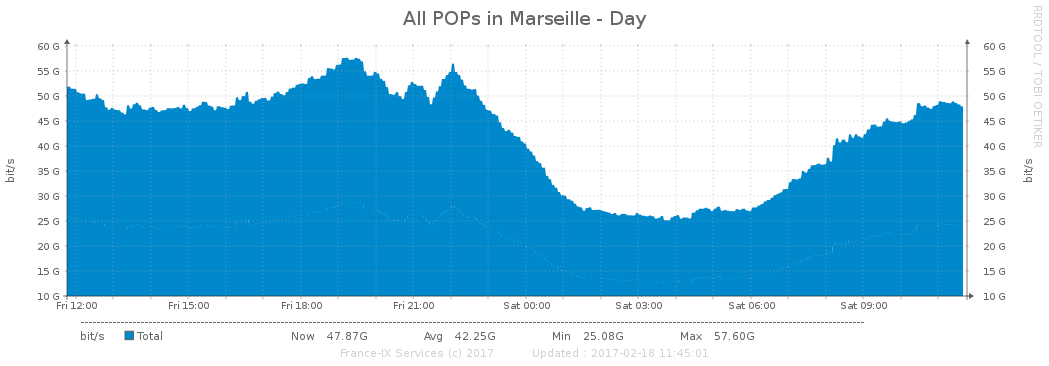 All POPs in Marseille - Day
RRDTOOL / TOBI OETIKER
60 G 60 G
55 G 55 G
50 G 50 G
45 G 45 G
40 G 40 G
35 G 35 G
30 G 30 G
25 G 25 G
20 G 20 G
15 G 15 G
10 G 10 G
bit/s
bit/s
Fri 12:00 Fri 15:00 Fri 18:00 Fri 21:00 Sat 00:00 Sat 03:00 Sat 06:00 Sat 09:00
bit/s Total Now 47.87G Avg 42.25G Min 25.08G Max 57.60G
France-IX Services (c) 2017 Updated : 2017-02-18 11:45:01